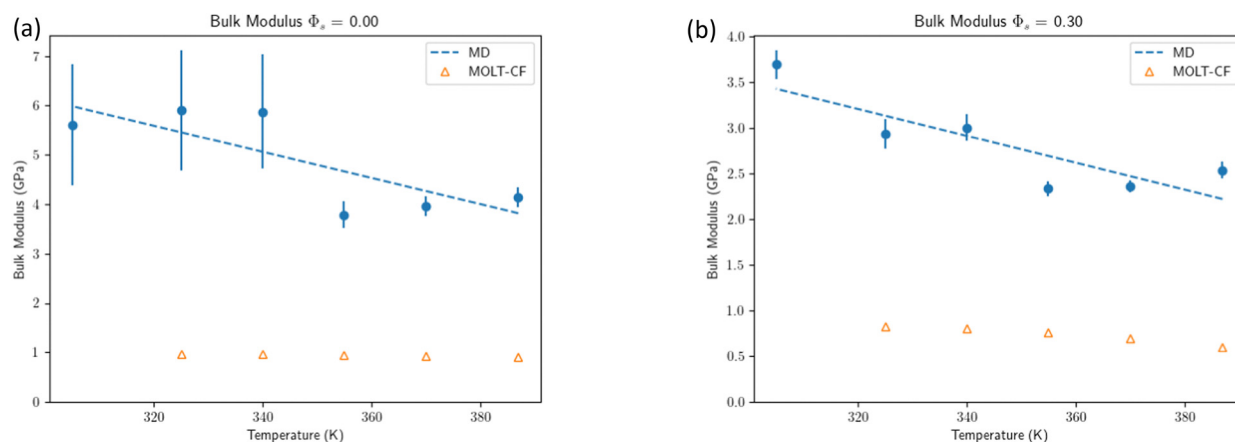 (a)
Bulk Modulus Φ_s = 0.00
MD
MOLT-CF
7
6
5
4
3
2
1
0
Bulk Modulus (GPa)
320 340 360 380
Temperature (K)
(b)
Bulk Modulus Φ_s = 0.30
MD
MOLT-CF
4.0
3.5
3.0
2.5
2.0
1.5
1.0
0.5
0.0
Bulk Modulus (GPa)
320 340 360 380
Temperature (K)